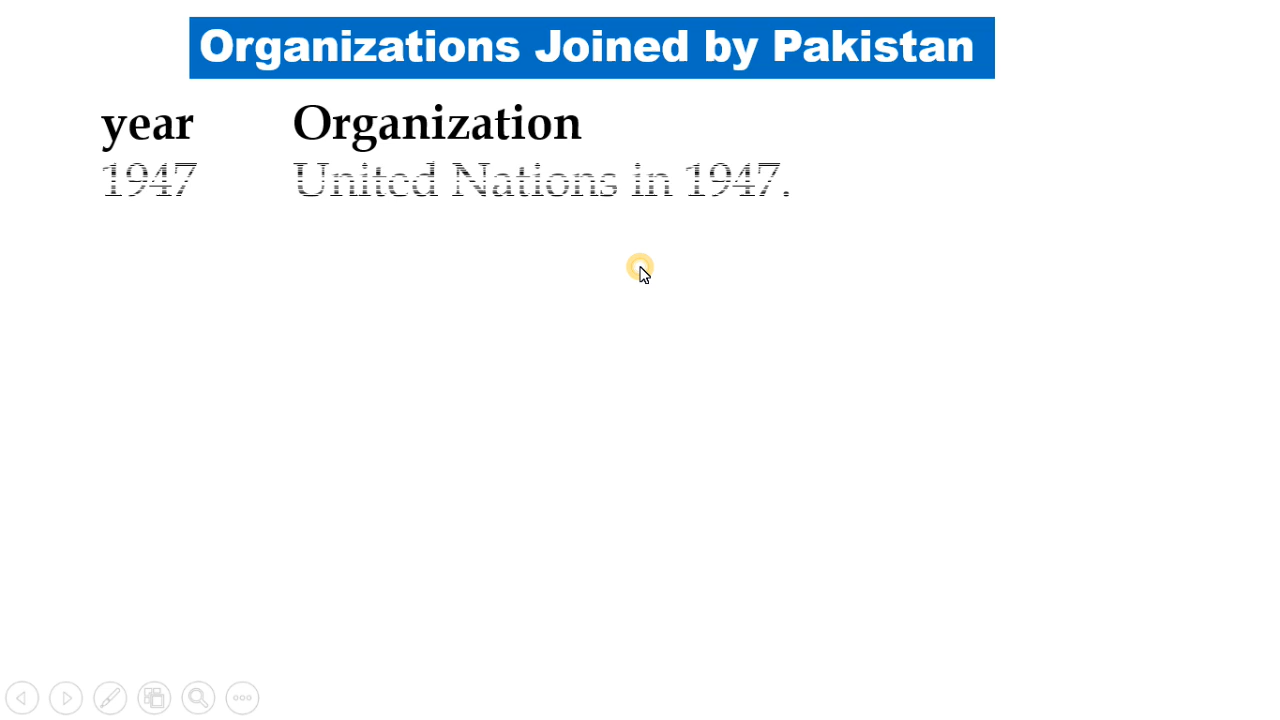 Organizations Joined by Pakistan
year Organization
1947 United Nations in 1947.